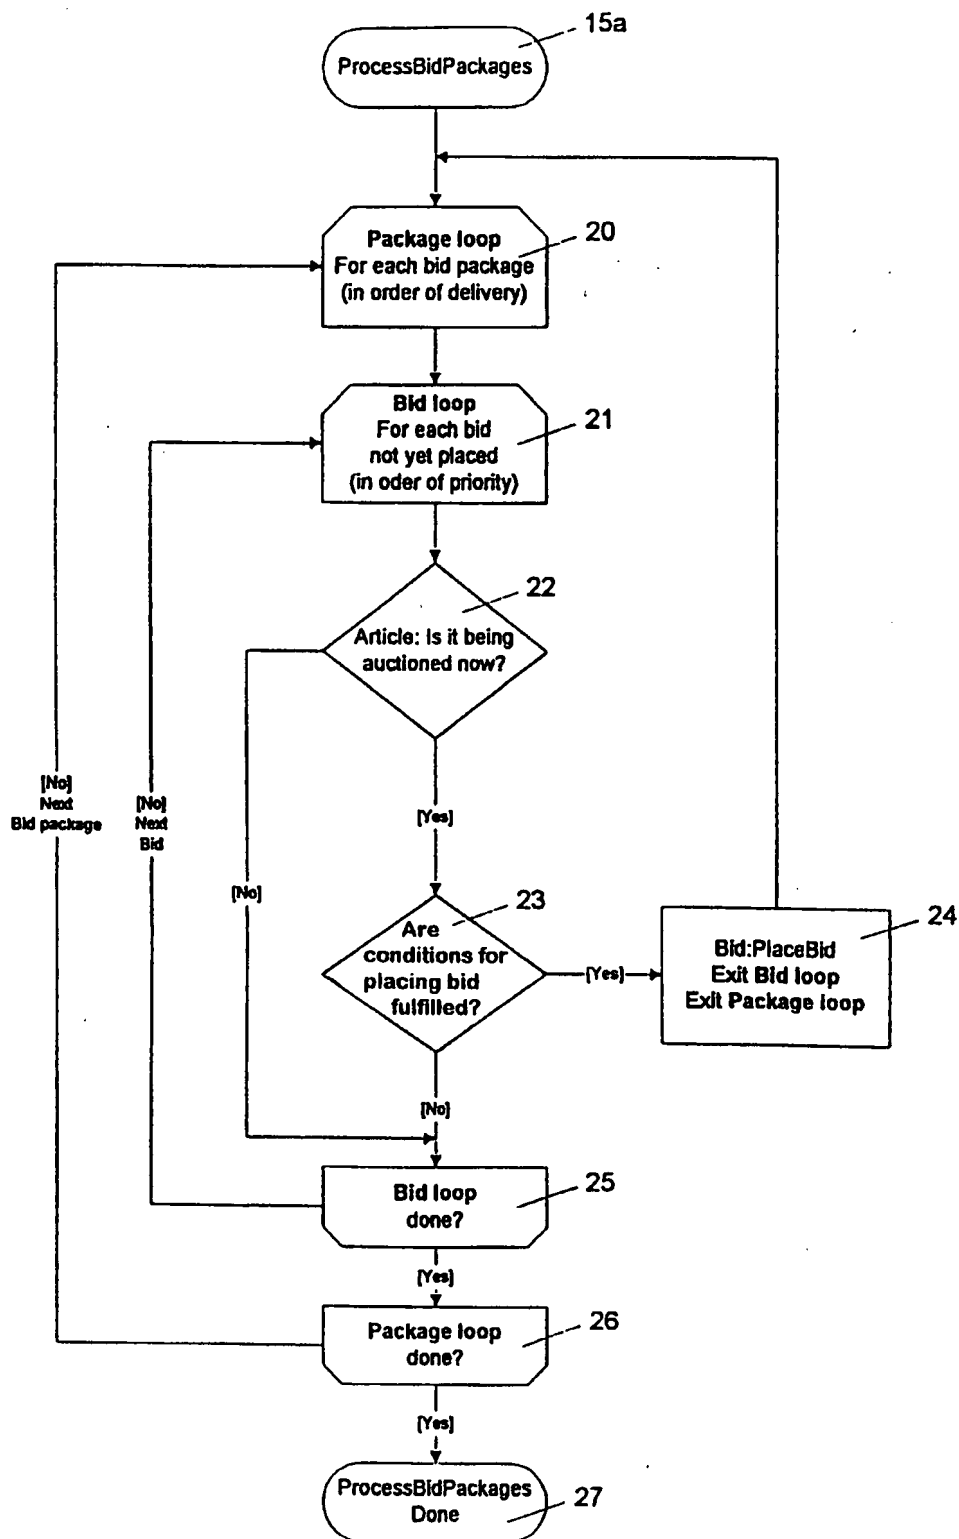 15a
ProcessBidPackages
20
Package loop
For each bid package
(in order of delivery)
21
Bid loop
For each bid
not yet placed
(in oder of priority)
22
Article: Is it being
auctioned now?
[No]
Next
Bid package
[No]
Next
Bid
[Yes]
[No]
23
Are
conditions for
placing bid
fulfilled?
[Yes]
24
Bid:PlaceBid
Exit Bid loop
Exit Package loop
[No]
25
Bid loop
done?
[Yes]
26
Package loop
done?
[Yes]
ProcessBidPackages
Done
27